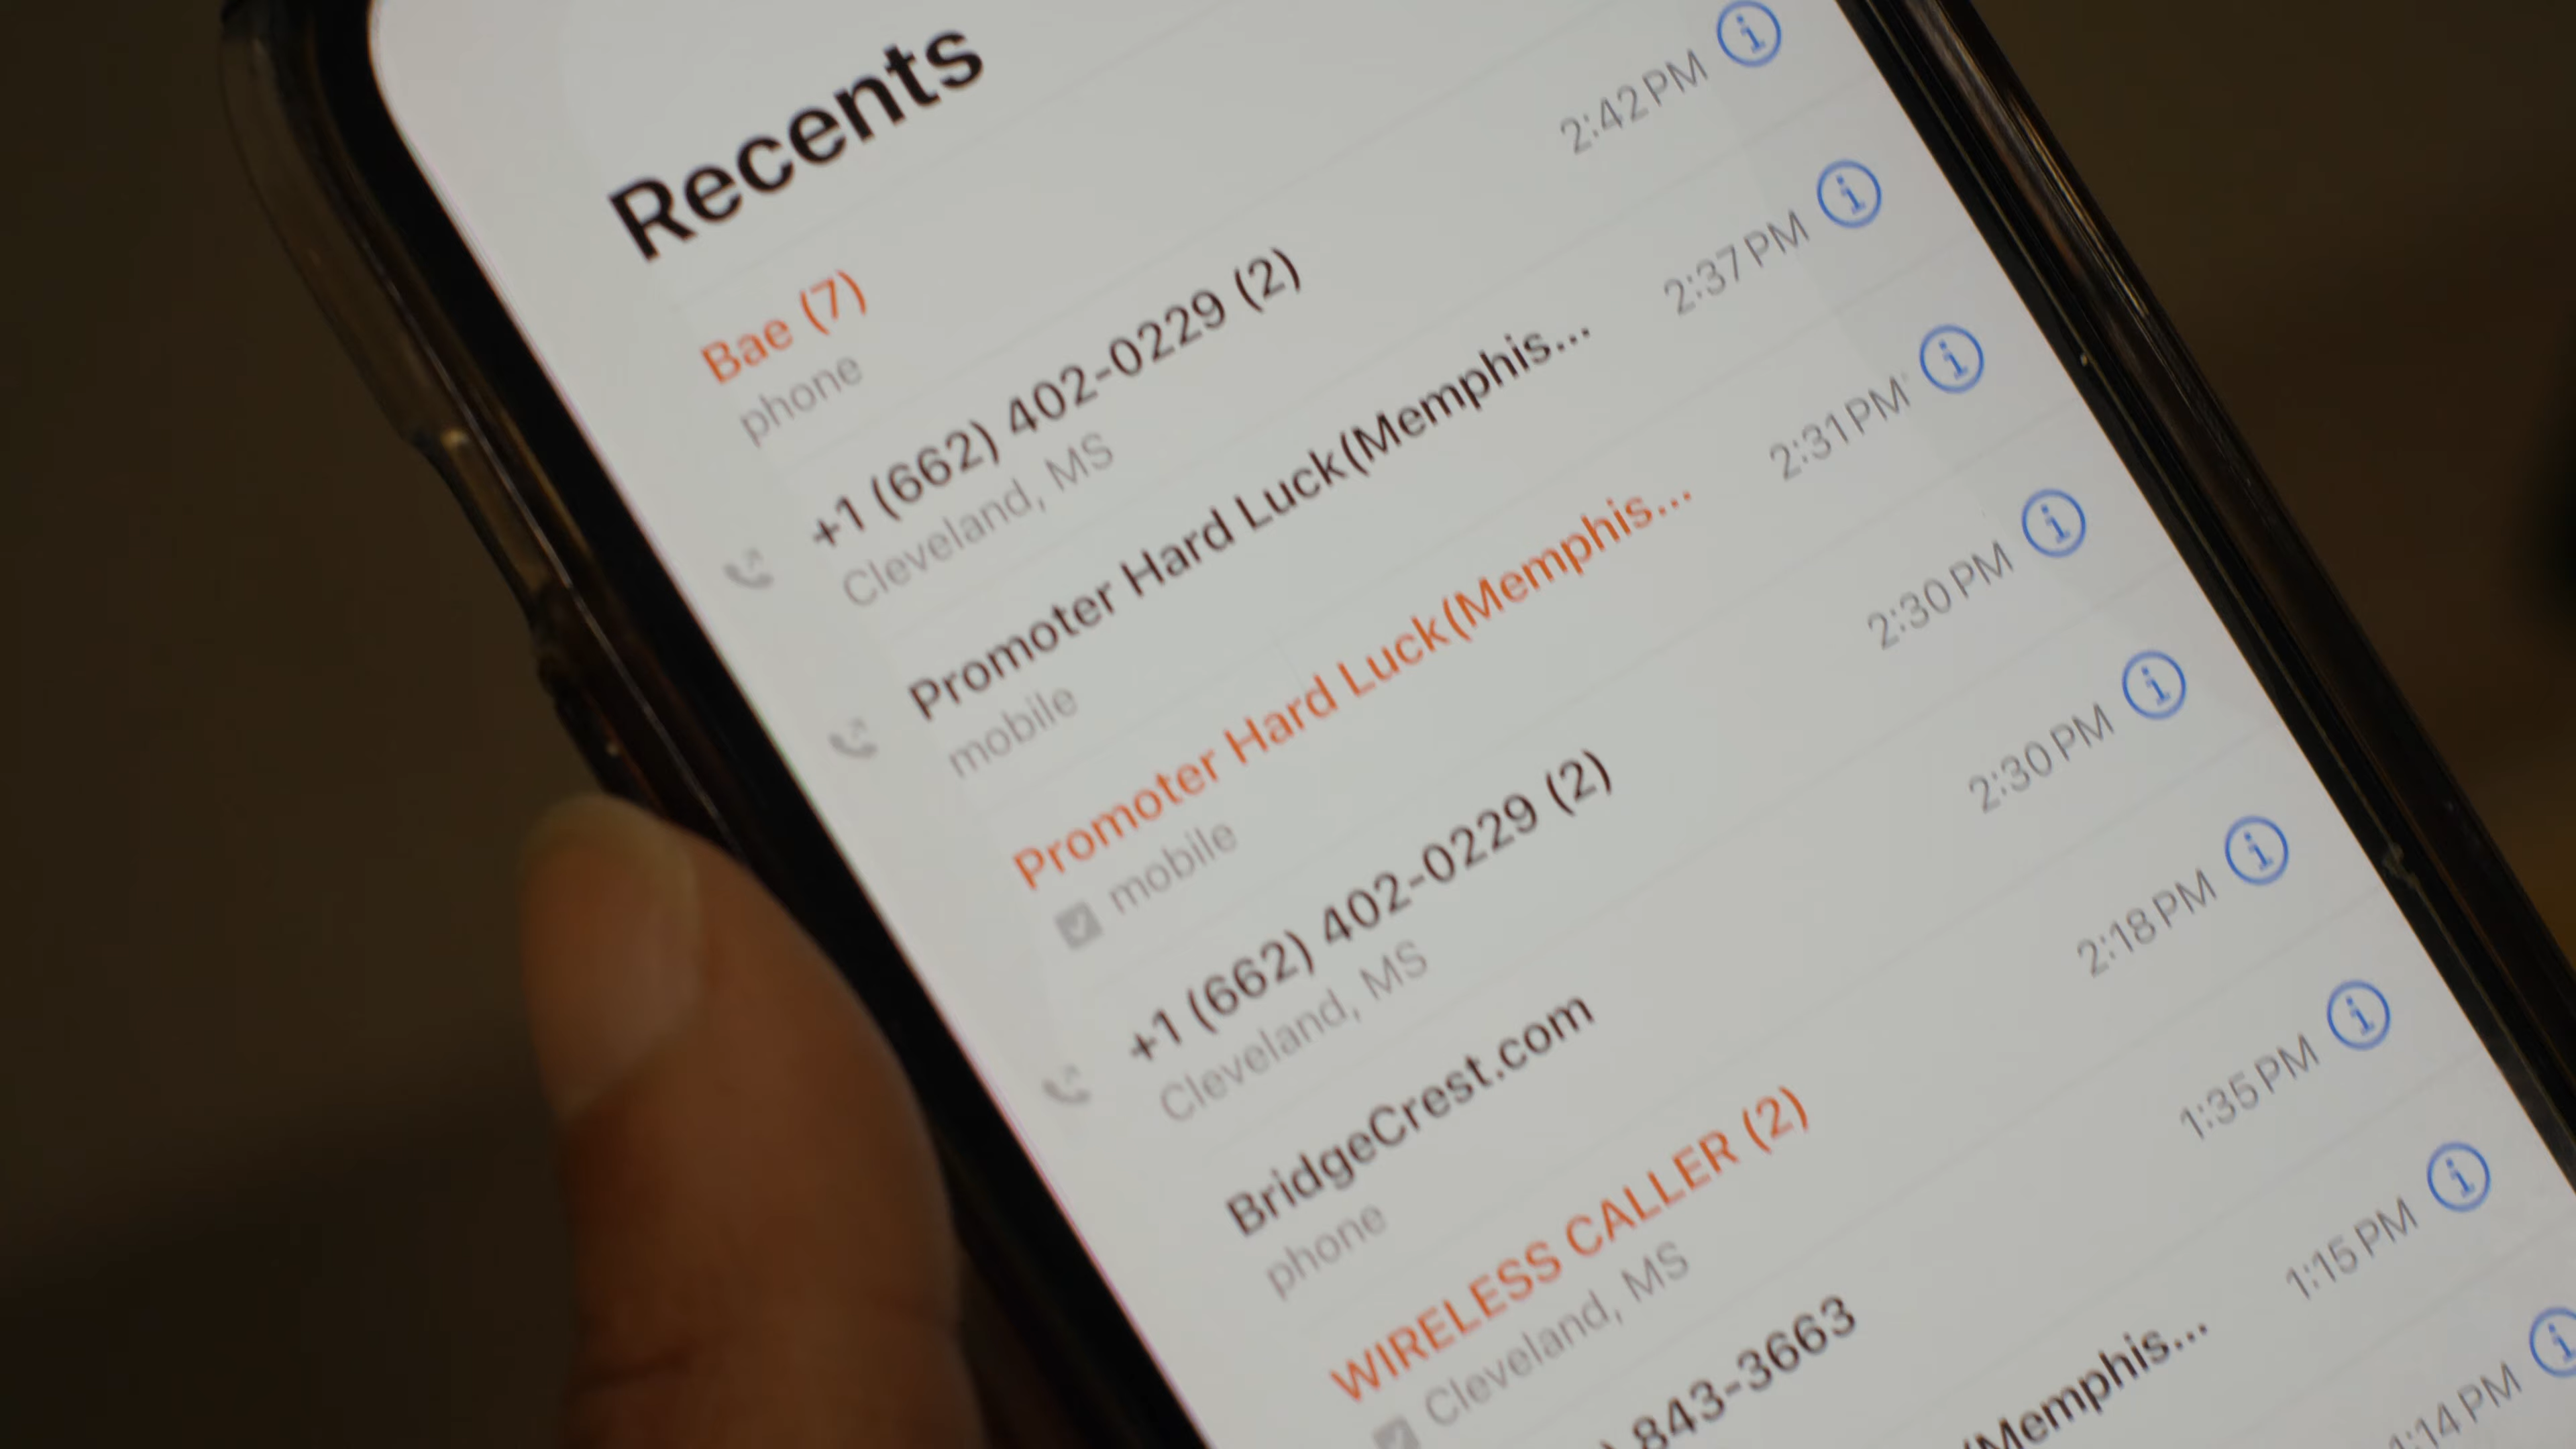 Recents
Bae (7)
phone
+1 (662) 402-0229 (2) 2:42 PM
Cleveland, MS
Promoter Hard Luck(Memphis... 2:37 PM
mobile
Promoter Hard Luck(Memphis... 2:31 PM
mobile
+1 (662) 402-0229 (2) 2:30 PM
Cleveland, MS
BridgeCrest.com 2:30 PM
phone
WIRELESS CALLER (2) 2:18 PM
Cleveland, MS
) 843-3663 1:35 PM
(Memphis... 1:15 PM
1:14 PM